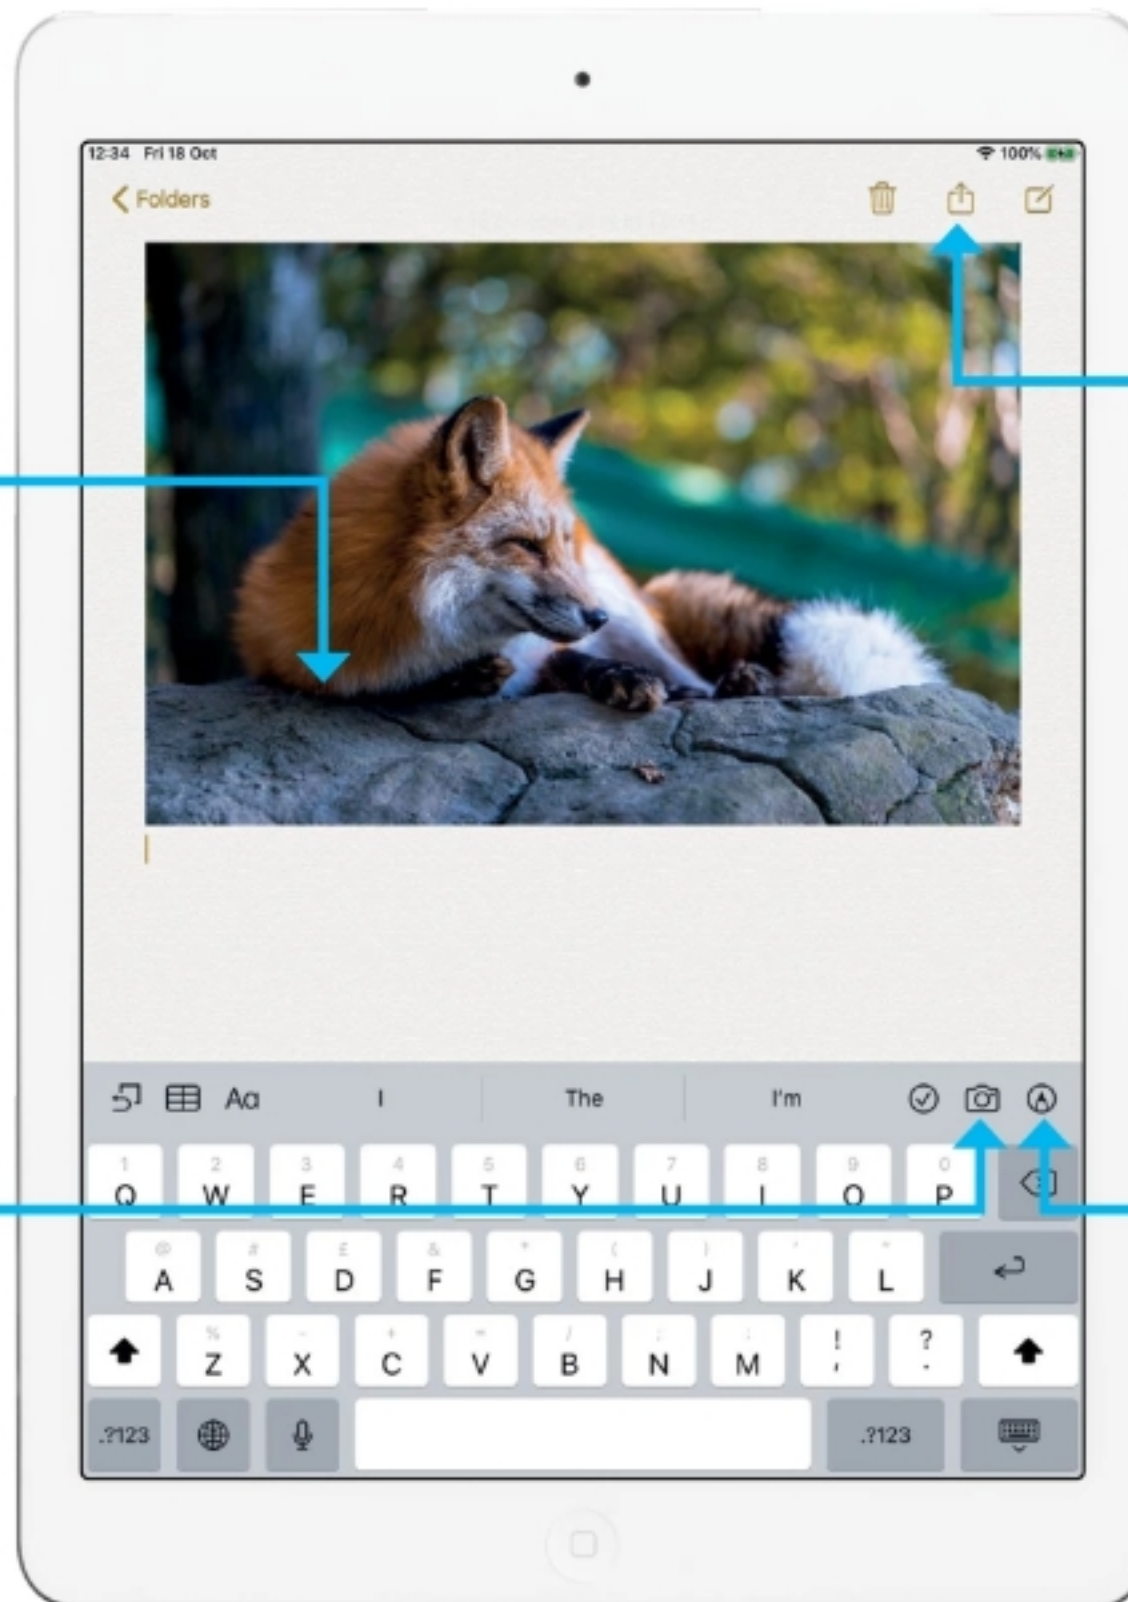 12:34 Fri 18 Oct 100%
Folders
Aa I The I'm
1 2 3 4 5 6 7 8 9 0
Q W E R T Y U I O P
@ # £ & * ( ) ' "
A S D F G H J K L
% - + = / ; : ! ?
Z X C V B N M , .
.?123 .?123